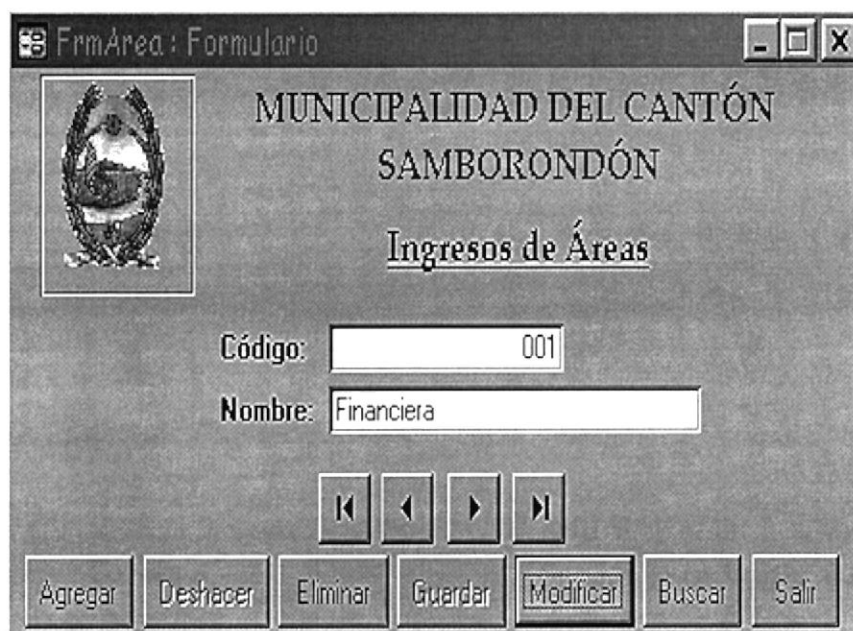 FrmArea : Formulario
MUNICIPALIDAD DEL CANTÓN
SAMBORONDÓN
Ingresos de Áreas
Código: 001
Nombre: Financiera
Agregar Deshacer Eliminar Guardar Modificar Buscar Salir